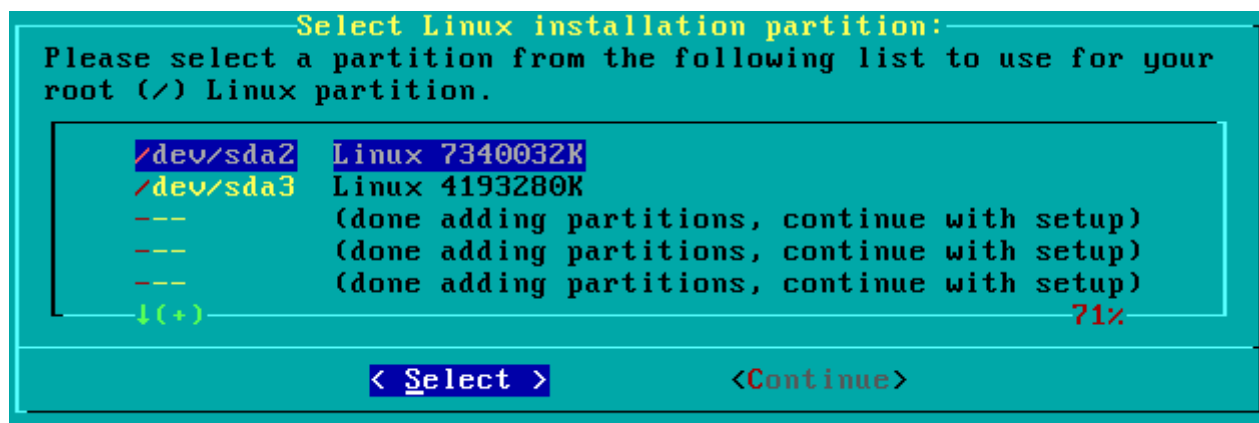 Select Linux installation partition:
Please select a partition from the following list to use for your
root (/) Linux partition.
/dev/sda2 Linux 7340032K
/dev/sda3 Linux 4193280K
--- (done adding partitions, continue with setup)
--- (done adding partitions, continue with setup)
--- (done adding partitions, continue with setup)
↓(+) 71%
< Select > <Continue>